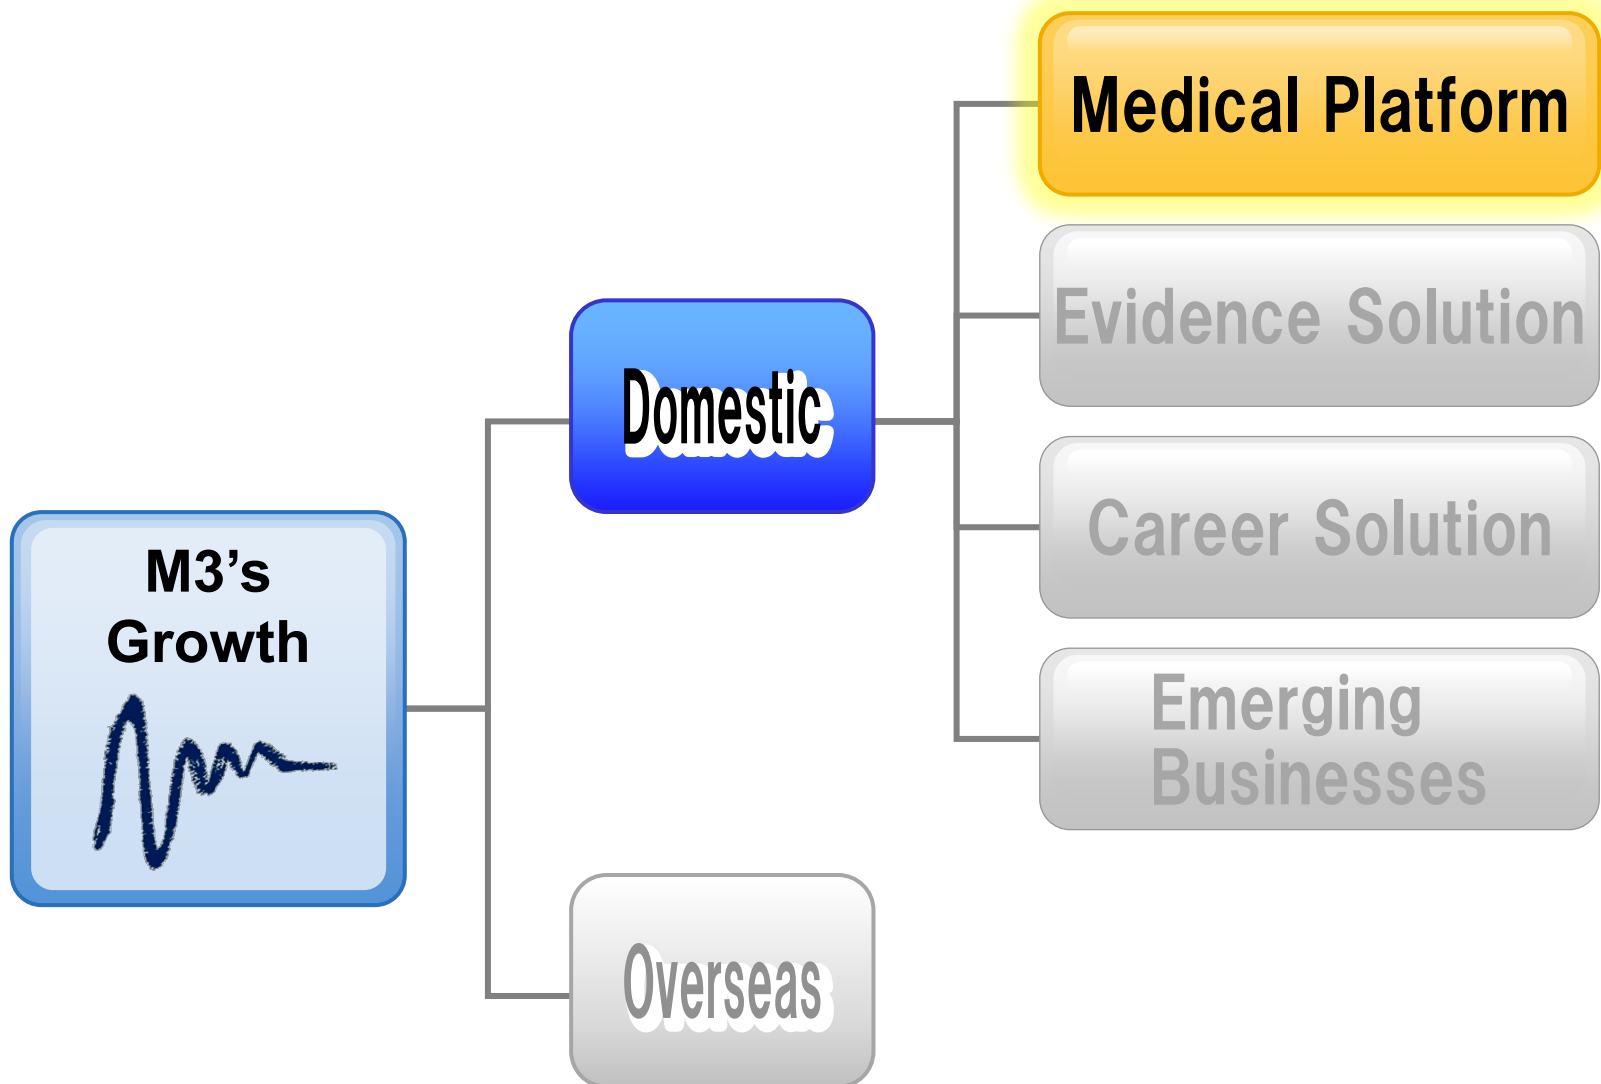 M3’s
Growth
Domestic
Overseas
Medical Platform
Evidence Solution
Career Solution
Emerging
Businesses